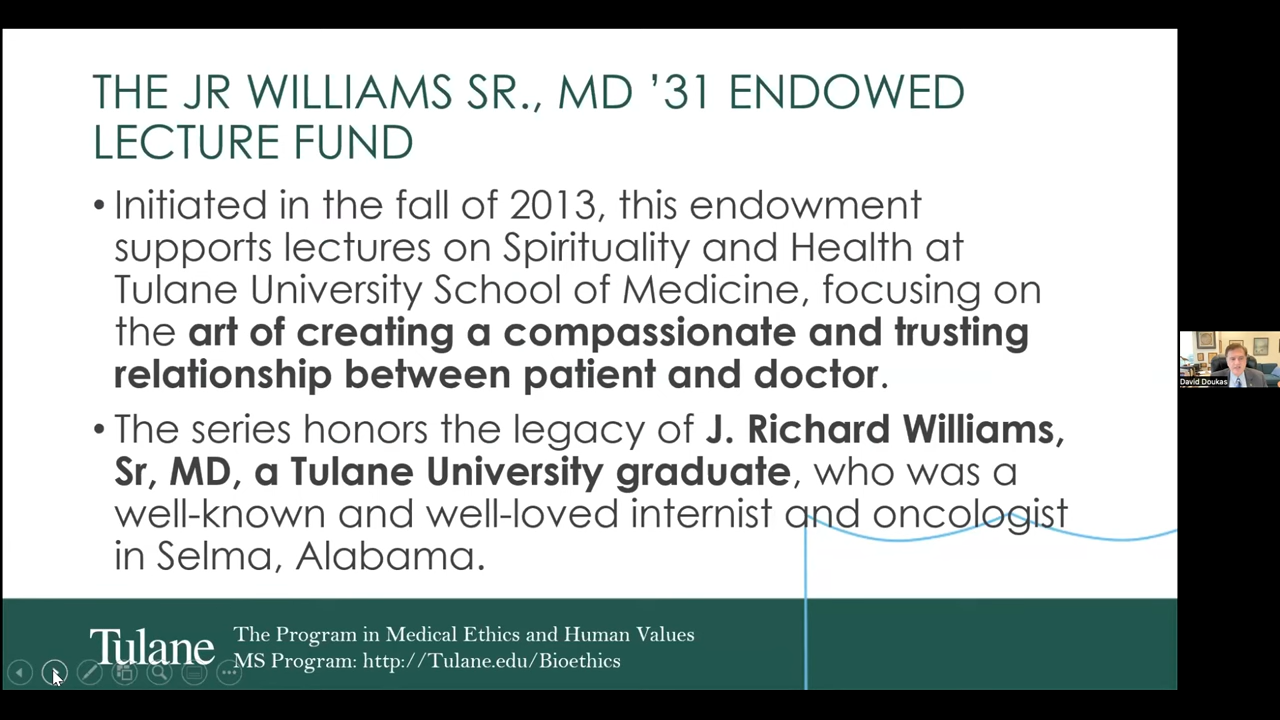 THE JR WILLIAMS SR., MD ’31 ENDOWED
LECTURE FUND
• Initiated in the fall of 2013, this endowment
supports lectures on Spirituality and Health at
Tulane University School of Medicine, focusing on
the art of creating a compassionate and trusting
relationship between patient and doctor.
• The series honors the legacy of J. Richard Williams,
Sr, MD, a Tulane University graduate, who was a
well-known and well-loved internist and oncologist
in Selma, Alabama.
Tulane
The Program in Medical Ethics and Human Values
MS Program: http://Tulane.edu/Bioethics
David Doukas